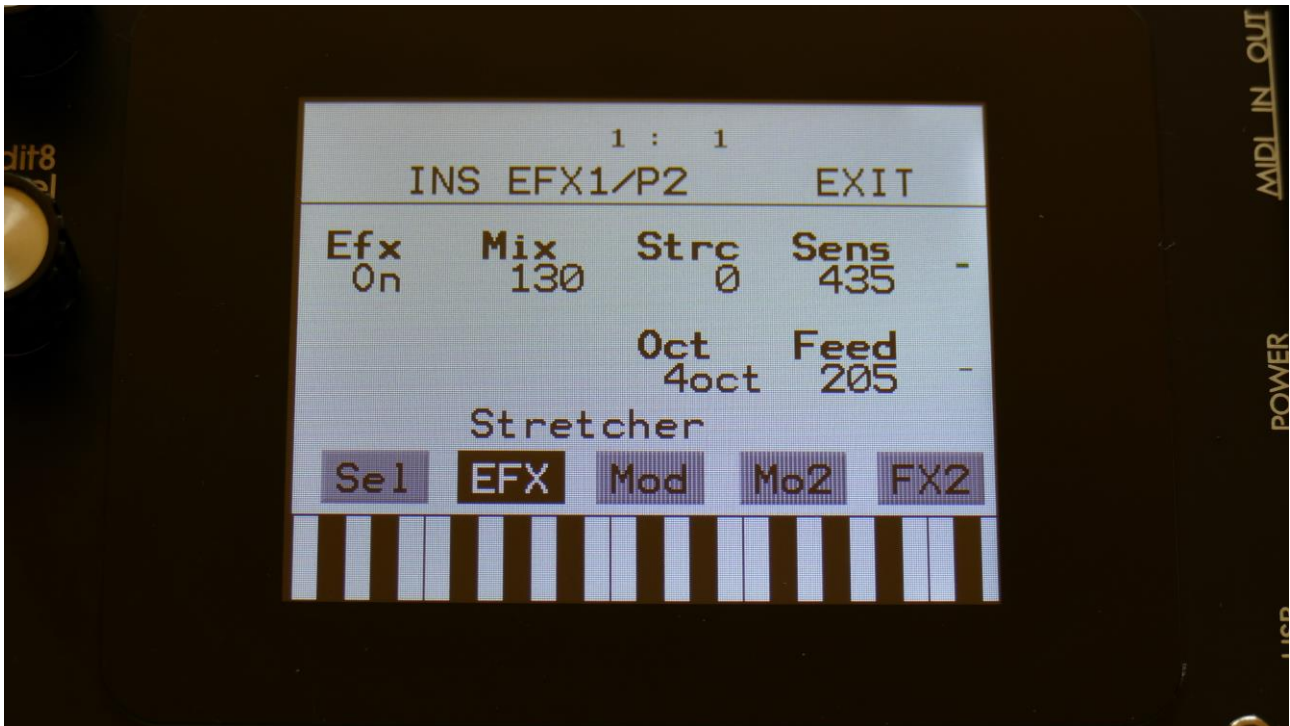 1 : 1
INS EFX1/P2 EXIT
Efx Mix Strc Sens -
On 130 0 435
Oct Feed -
4oct 205
Stretcher
Sel EFX Mod Mo2 FX2
MIDI IN OUT
POWER
USB